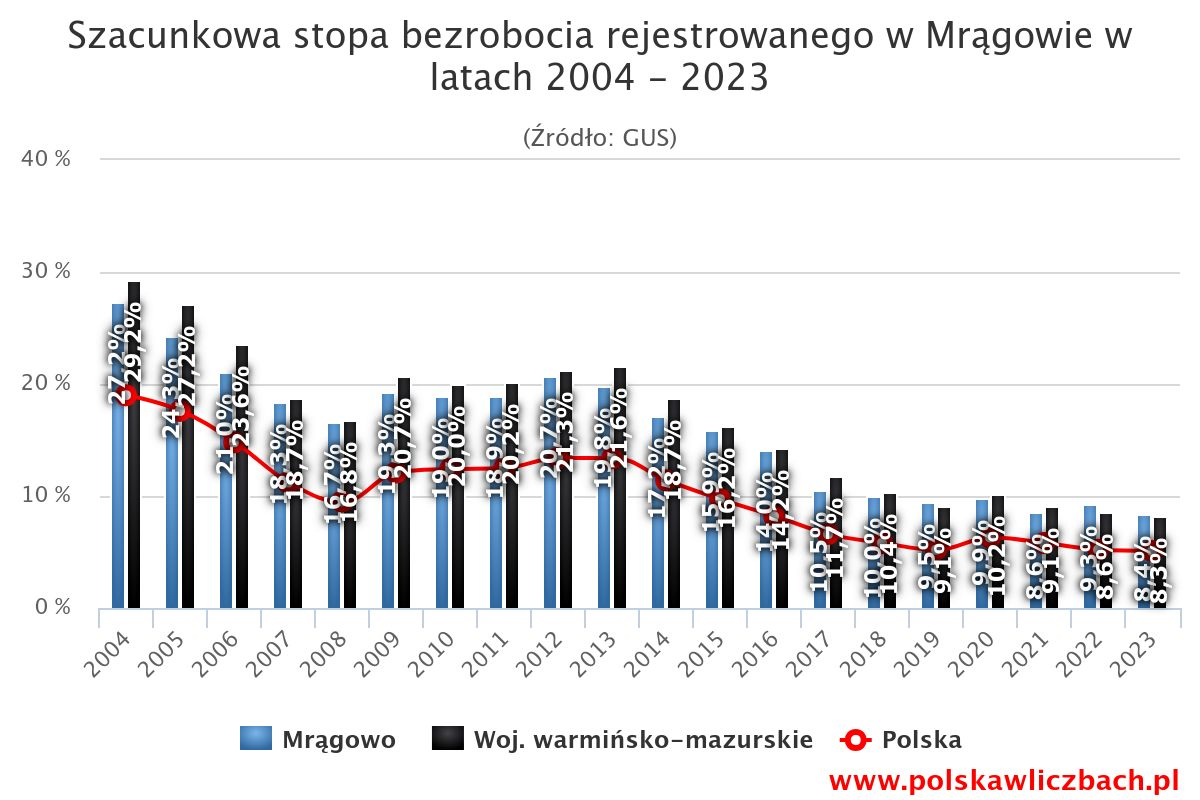 Szacunkowa stopa bezrobocia rejestrowanego w Mrągowie w
latach 2004 – 2023
(Źródło: GUS)
40 %
30 %
20 %
10 %
0 %
27,2% 29,2% 24,3% 27,2% 21,0% 23,6% 18,3% 18,7% 16,7% 16,8% 19,3% 20,7% 19,0% 20,0% 18,9% 20,2% 20,7% 21,3% 19,8% 21,6% 17,2% 18,7% 15,9% 16,2% 14,0% 14,2% 10,5% 11,7% 10,0% 10,4% 9,5% 9,1% 9,9% 10,2% 8,6% 9,1% 9,3% 8,6% 8,4% 8,3%
2004 2005 2006 2007 2008 2009 2010 2011 2012 2013 2014 2015 2016 2017 2018 2019 2020 2021 2022 2023
Mrągowo Woj. warmińsko-mazurskie Polska
www.polskawliczbach.pl